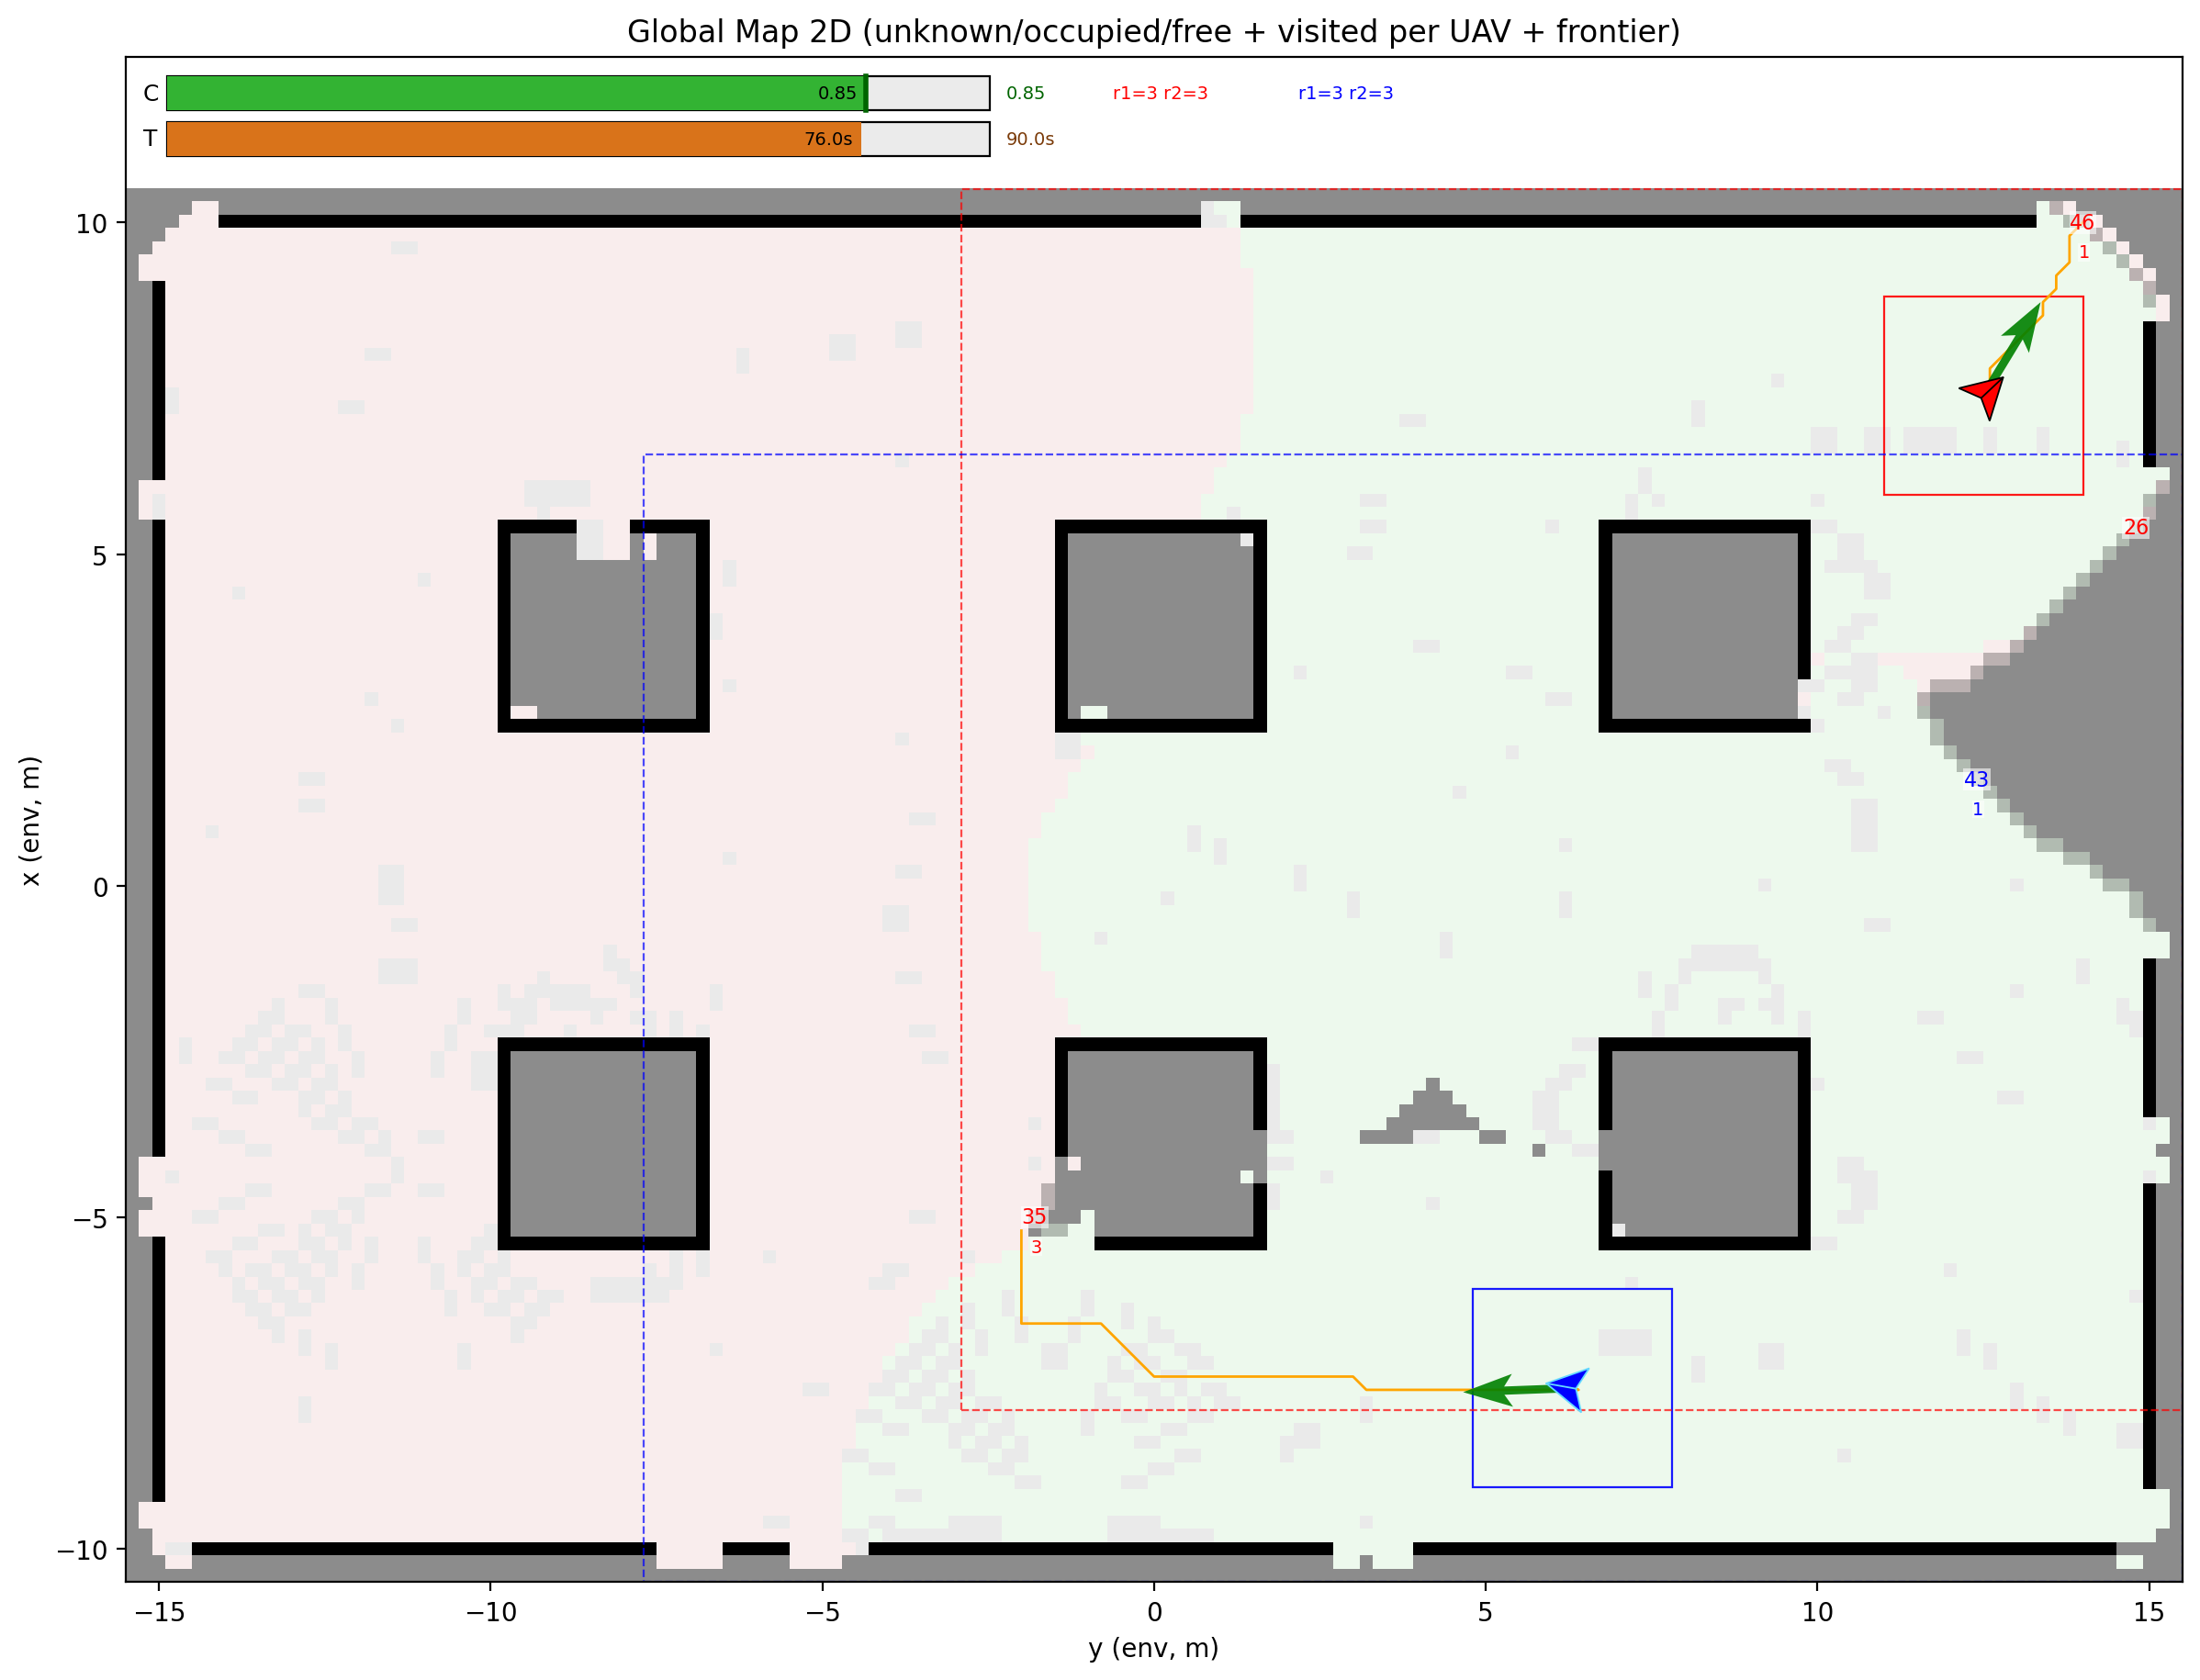 Global Map 2D (unknown/occupied/free + visited per UAV + frontier)
C 0.85 0.85 r1=3 r2=3 r1=3 r2=3
T 76.0s 90.0s
10
5
0
−5
−10
x (env, m)
46
1
26
43
1
35
3
−15 −10 −5 0 5 10 15
y (env, m)